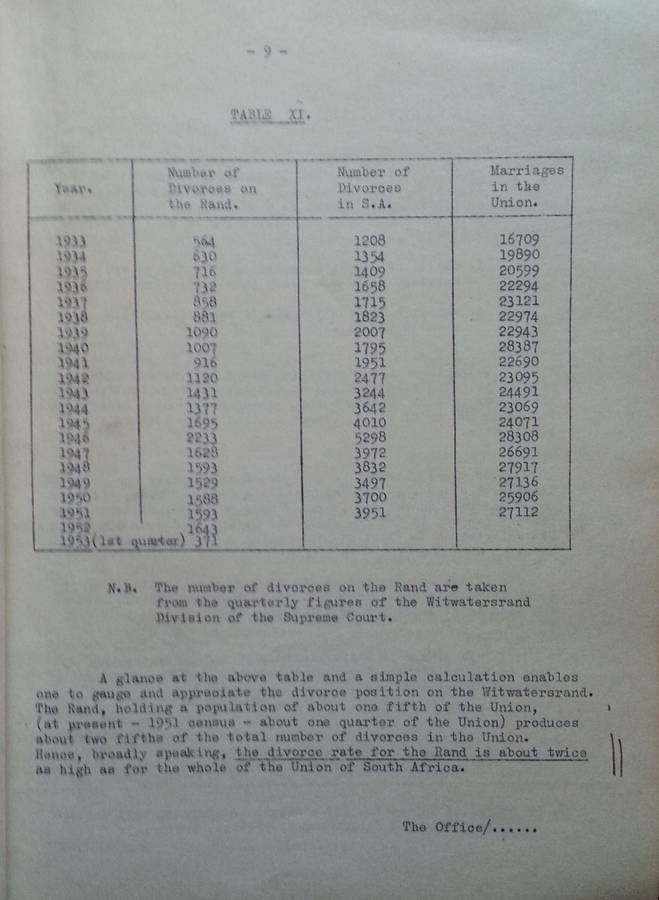 - 9 -
TABLE XI.
Year. Number of Divorces on the Rand. Number of Divorces in S.A. Marriages in the Union.
1933 564 1208 16709
1934 630 1354 19890
1935 716 1409 20599
1936 732 1658 22294
1937 858 1715 23121
1938 881 1823 22974
1939 1090 2007 22943
1940 1007 1795 28387
1941 916 1951 22690
1942 1120 2477 23095
1943 1431 3244 24491
1944 1377 3642 23069
1945 1695 4010 24071
1946 2233 5298 28308
1947 1628 3972 26691
1948 1593 3832 27917
1949 1529 3497 27136
1950 1588 3700 25906
1951 1593 3951 27112
1952 1643
1953(1st quarter) 371
N.B. The number of divorces on the Rand are taken
from the quarterly figures of the Witwatersrand
Division of the Supreme Court.
A glance at the above table and a simple calculation enables
one to gauge and appreciate the divorce position on the Witwatersrand.
The Rand, holding a population of about one fifth of the Union,
(at present - 1951 census - about one quarter of the Union) produces
about two fifths of the total number of divorces in the Union.
Hence, broadly speaking, the divorce rate for the Rand is about twice
as high as for the whole of the Union of South Africa.
The Office/......